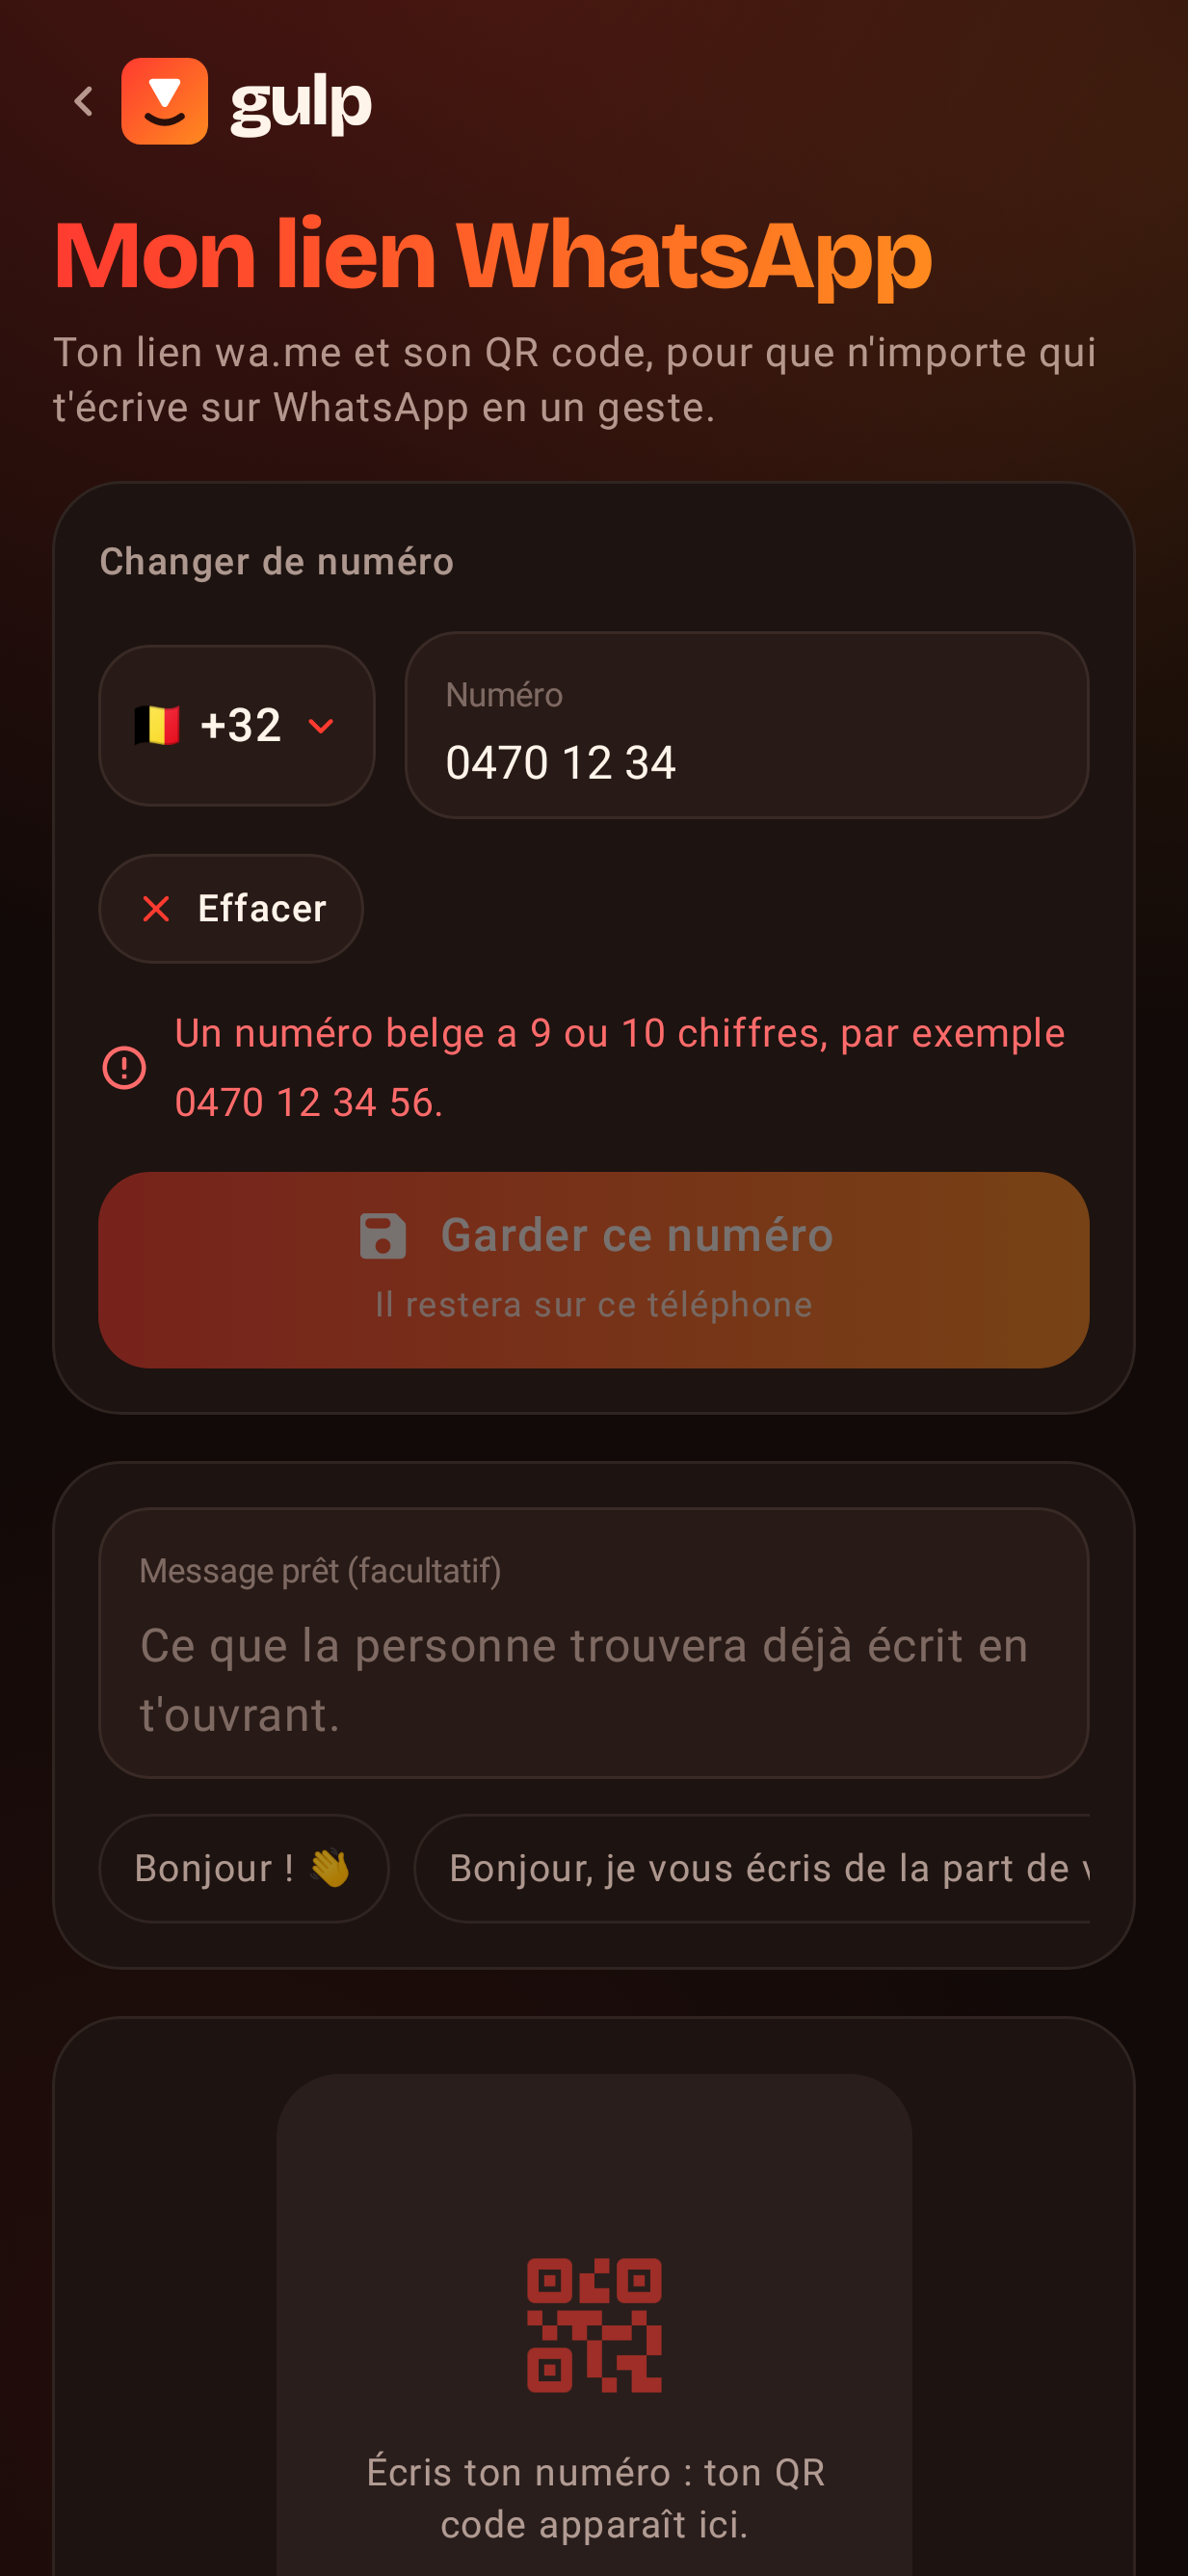 gulp
Mon lien WhatsApp
Ton lien wa.me et son QR code, pour que n'importe qui
t'écrive sur WhatsApp en un geste.
Changer de numéro
🇧🇪 +32
Numéro
0470 12 34
Effacer
Un numéro belge a 9 ou 10 chiffres, par exemple
0470 12 34 56.
Garder ce numéro
Il restera sur ce téléphone
Message prêt (facultatif)
Ce que la personne trouvera déjà écrit en
t'ouvrant.
Bonjour ! 👋
Bonjour, je vous écris de la part de
Écris ton numéro : ton QR
code apparaît ici.